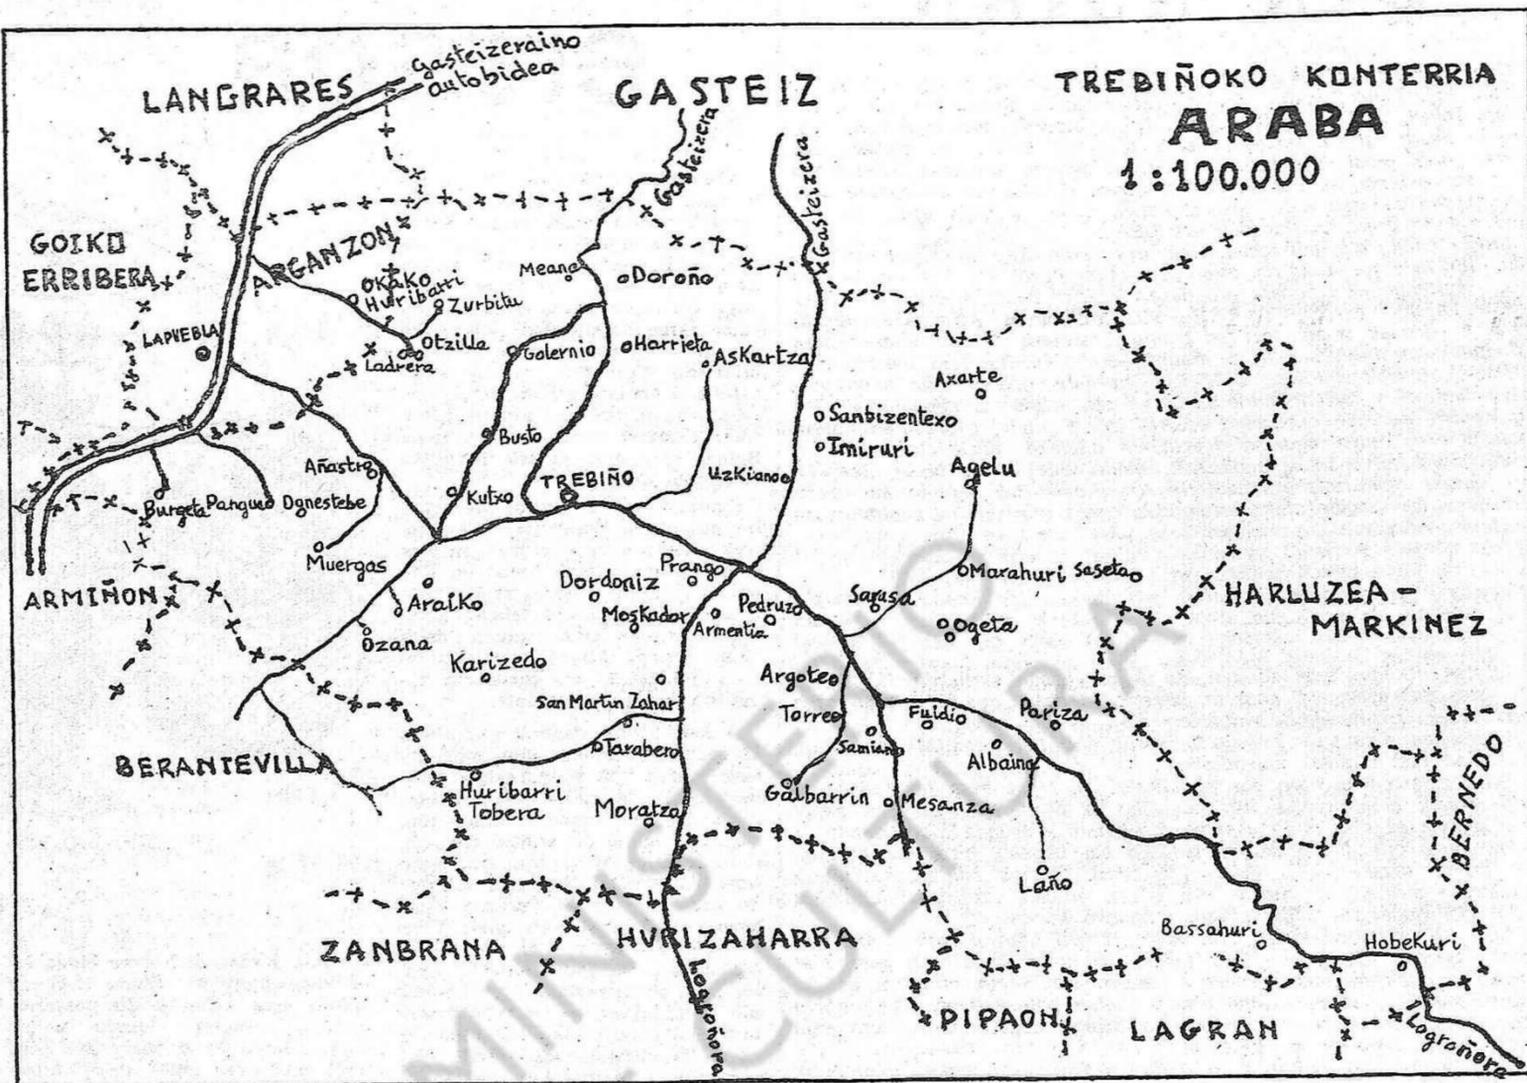 Gasteizeraino
autobidea
LANGRARES
GASTEIZ
TREBIÑOKO KONTERRIA
ARABA
1:100.000
Gasteizera
Gasteizera
GOIKO
ERRIBERA
ARGANZON
OKAKO
Huribarri
Zurbitu
Meana
Doroño
LAPUEBLA
Otzilla
Ladrera
Golernio
Harrieta
Askartza
Axarte
Sanbizentexo
Imiruri
Busto
Añastro
Agelu
Uzkiano
TREBIÑO
Kutxo
Burgeta
Pangua
Ognestebe
Muergas
Prango
Marahuri
Saseta
ARMIÑON
Araiko
Dordoniz
Moskador
Armentia
Pedruzo
Sarasa
Ogeta
HARLUZEA-
MARKINEZ
Ozana
Karizedo
Argote
San Martin Zahar
Torre
Fuidio
Pariza
Samiano
Tarabero
Albaina
BERANTEVILLA
Huribarri
Tobera
Moratza
Galbarrin
Mesanza
BERNEDO
Laño
Bassahuri
Hobekuri
ZANBRANA
HURIZAHARRA
Logroñora
PIPAON
LAGRAN
Logroñora
MINISTERIO
CULTURA